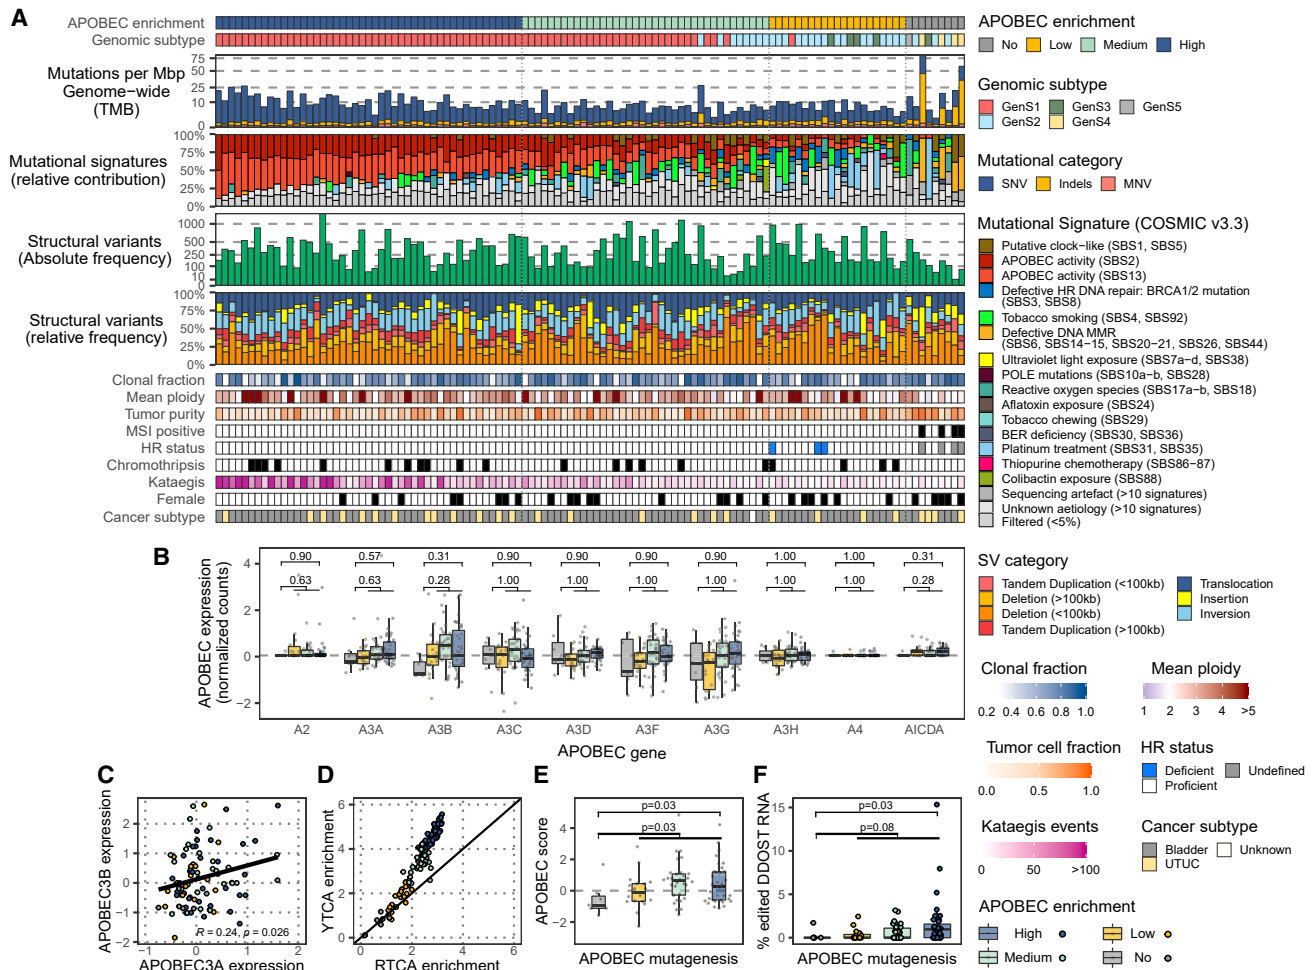 A
APOBEC enrichment
Genomic subtype
Mutations per Mbp
Genome−wide
(TMB)
75
50
25
10
0
Mutational signatures
(relative contribution)
100%
75%
50%
25%
0%
Structural variants
(Absolute frequency)
1000
500
250
100
10
0
Structural variants
(relative frequency)
100%
75%
50%
25%
0%
Clonal fraction
Mean ploidy
Tumor purity
MSI positive
HR status
Chromothripsis
Kataegis
Female
Cancer subtype
APOBEC enrichment
No Low Medium High
Genomic subtype
GenS1 GenS3 GenS5
GenS2 GenS4
Mutational category
SNV Indels MNV
Mutational Signature (COSMIC v3.3)
Putative clock−like (SBS1, SBS5)
APOBEC activity (SBS2)
APOBEC activity (SBS13)
Defective HR DNA repair: BRCA1/2 mutation
(SBS3, SBS8)
Tobacco smoking (SBS4, SBS92)
Defective DNA MMR
(SBS6, SBS14−15, SBS20−21, SBS26, SBS44)
Ultraviolet light exposure (SBS7a−d, SBS38)
POLE mutations (SBS10a−b, SBS28)
Reactive oxygen species (SBS17a−b, SBS18)
Aflatoxin exposure (SBS24)
Tobacco chewing (SBS29)
BER deficiency (SBS30, SBS36)
Platinum treatment (SBS31, SBS35)
Thiopurine chemotherapy (SBS86−87)
Colibactin exposure (SBS88)
Sequencing artefact (>10 signatures)
Unknown aetiology (>10 signatures)
Filtered (<5%)
SV category
Tandem Duplication (<100kb) Translocation
Deletion (>100kb) Insertion
Deletion (<100kb) Inversion
Tandem Duplication (>100kb)
Clonal fraction
0.2 0.4 0.6 0.8 1.0
Mean ploidy
1 2 3 4 >5
Tumor cell fraction
0.0 0.5 1.0
HR status
Deficient Undefined
Proficient
Kataegis events
0 50 >100
Cancer subtype
Bladder Unknown
UTUC
APOBEC enrichment
High Low
Medium No
B
APOBEC expression
(normalized counts)
4
2
0
−2
0.90 0.57 0.31 0.90 0.90 0.90 0.90 1.00 1.00 0.31
0.63 0.63 0.28 1.00 1.00 1.00 1.00 1.00 1.00 0.28
A2 A3A A3B A3C A3D A3F A3G A3H A4 AICDA
APOBEC gene
C
APOBEC3B expression
2
1
0
−1
−2
R = 0.24, p = 0.026
−1 0 1 2
APOBEC3A expression
D
YTCA enrichment
6
4
2
0
0 2 4 6
RTCA enrichment
E
APOBEC score
4
2
0
−2
p=0.03
p=0.03
APOBEC mutagenesis
F
% edited DDOST RNA
15
10
5
0
p=0.03
p=0.08
APOBEC mutagenesis